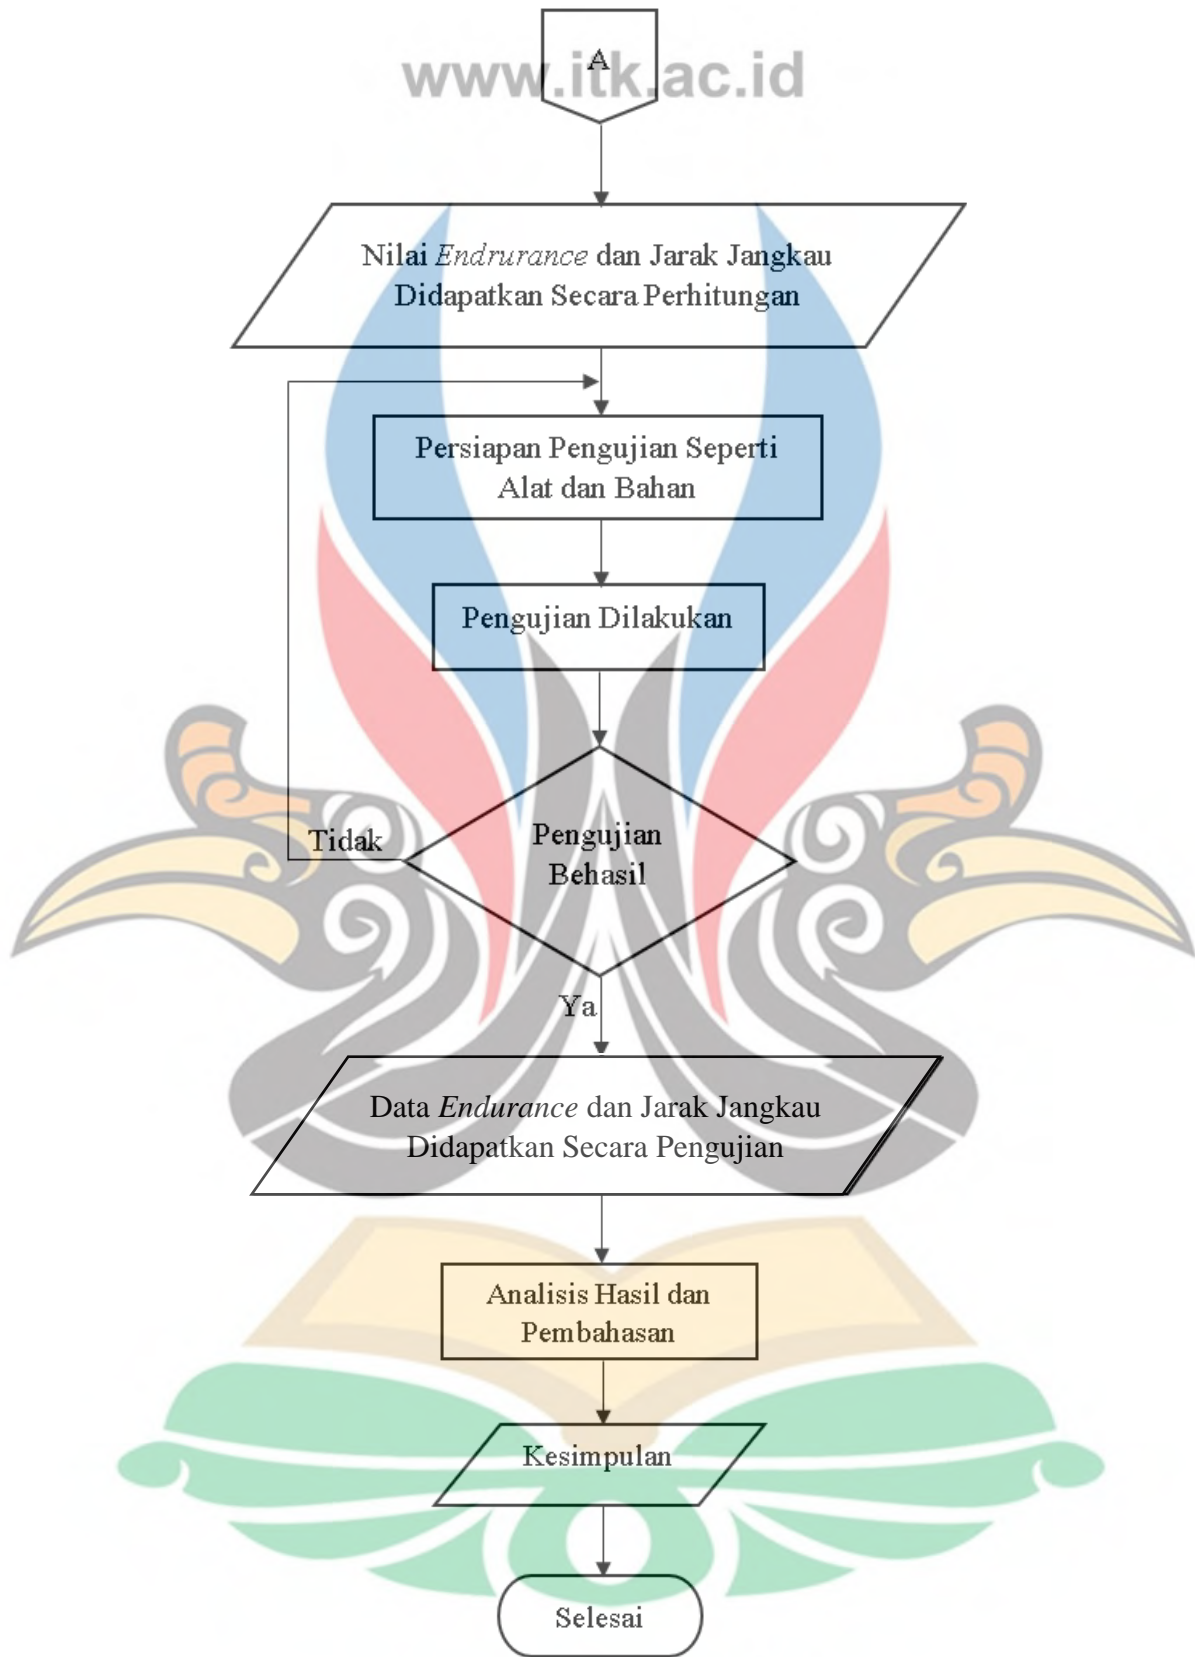 A
www.itk.ac.id
Nilai Endrurance dan Jarak Jangkau
Didapatkan Secara Perhitungan
Persiapan Pengujian Seperti
Alat dan Bahan
Pengujian Dilakukan
Tidak
Pengujian
Behasil
Ya
Data Endurance dan Jarak Jangkau
Didapatkan Secara Pengujian
Analisis Hasil dan
Pembahasan
Kesimpulan
Selesai